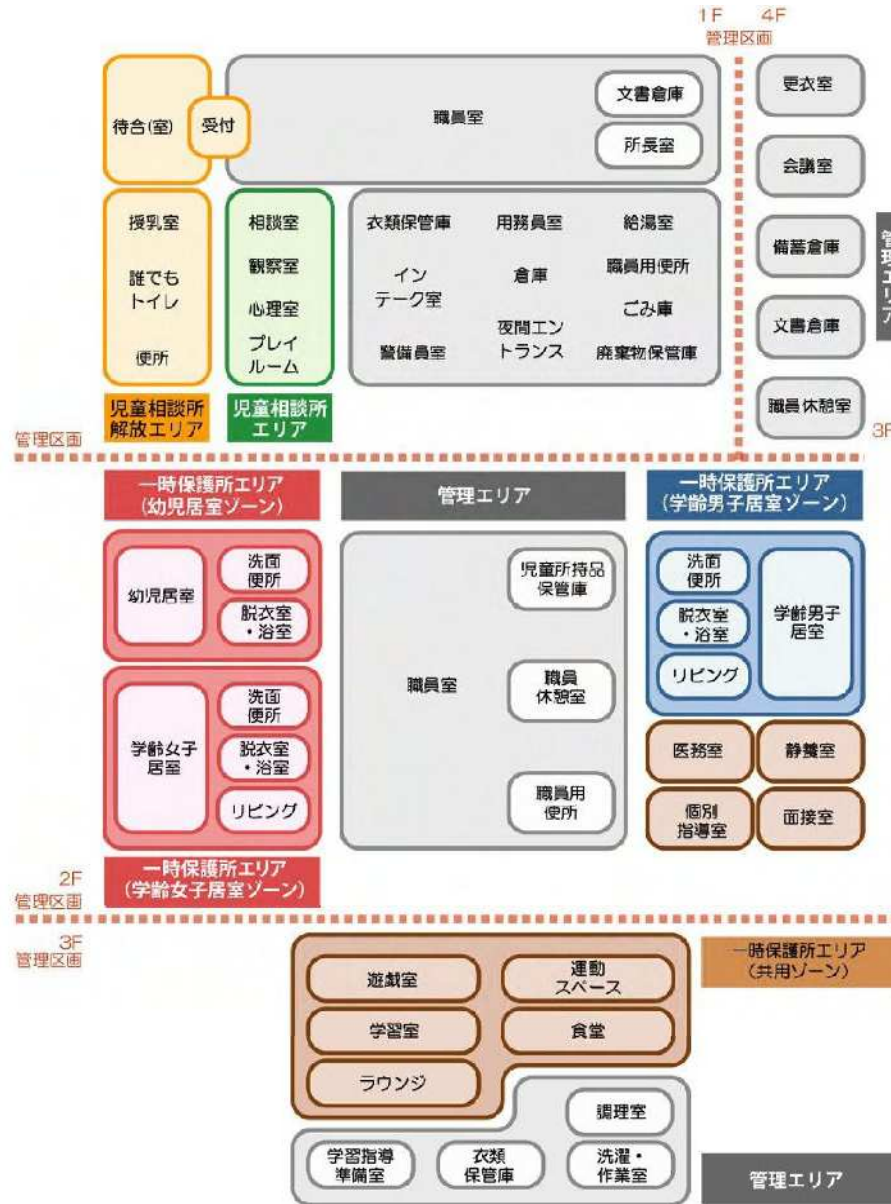 1F 4F
管理区画
待合(室)
受付
職員室
文書倉庫
所長室
更衣室
会議室
備蓄倉庫
文書倉庫
職員休憩室
管理エリア
授乳室
誰でも
トイレ
便所
相談室
観察室
心理室
プレイ
ルーム
衣類保管庫
用務員室
給湯室
イン
テーク室
倉庫
職員用便所
ごみ庫
警備員室
夜間エン
トランス
廃棄物保管庫
児童相談所
解放エリア
児童相談所
エリア
管理区画
3F
一時保護所エリア
(幼児居室ゾーン)
管理エリア
一時保護所エリア
(学齢男子居室ゾーン)
幼児居室
洗面
便所
脱衣室
・浴室
学齢女子
居室
洗面
便所
脱衣室
・浴室
リビング
職員室
児童所持品
保管庫
職員
休憩室
職員用
便所
洗面
便所
脱衣室
・浴室
リビング
学齢男子
居室
医務室
静養室
個別
指導室
面接室
一時保護所エリア
(学齢女子居室ゾーン)
2F
管理区画
3F
管理区画
遊戯室
運動
スペース
学習室
食堂
ラウンジ
一時保護所エリア
(共用ゾーン)
調理室
学習指導
準備室
衣類
保管庫
洗濯・
作業室
管理エリア